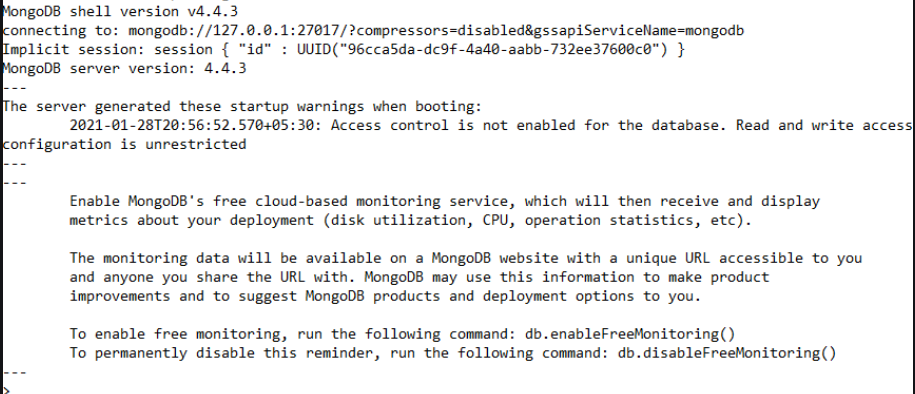 MongoDB shell version v4.4.3
connecting to: mongodb://127.0.0.1:27017/?compressors=disabled&gssapiServiceName=mongodb
Implicit session: session { "id" : UUID("96cca5da-dc9f-4a40-aabb-732ee37600c0") }
MongoDB server version: 4.4.3
---
The server generated these startup warnings when booting:
        2021-01-28T20:56:52.570+05:30: Access control is not enabled for the database. Read and write access
configuration is unrestricted
---
---
        Enable MongoDB's free cloud-based monitoring service, which will then receive and display
        metrics about your deployment (disk utilization, CPU, operation statistics, etc).

        The monitoring data will be available on a MongoDB website with a unique URL accessible to you
        and anyone you share the URL with. MongoDB may use this information to make product
        improvements and to suggest MongoDB products and deployment options to you.

        To enable free monitoring, run the following command: db.enableFreeMonitoring()
        To permanently disable this reminder, run the following command: db.disableFreeMonitoring()
---
>